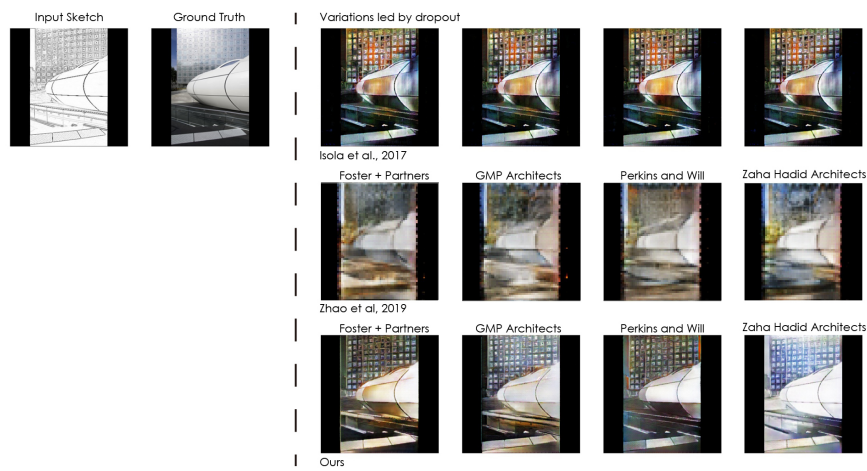 Input Sketch
Ground Truth
Variations led by dropout
Isola et al., 2017
Foster + Partners
GMP Architects
Perkins and Will
Zaha Hadid Architects
Zhao et al, 2019
Foster + Partners
GMP Architects
Perkins and Will
Zaha Hadid Architects
Ours